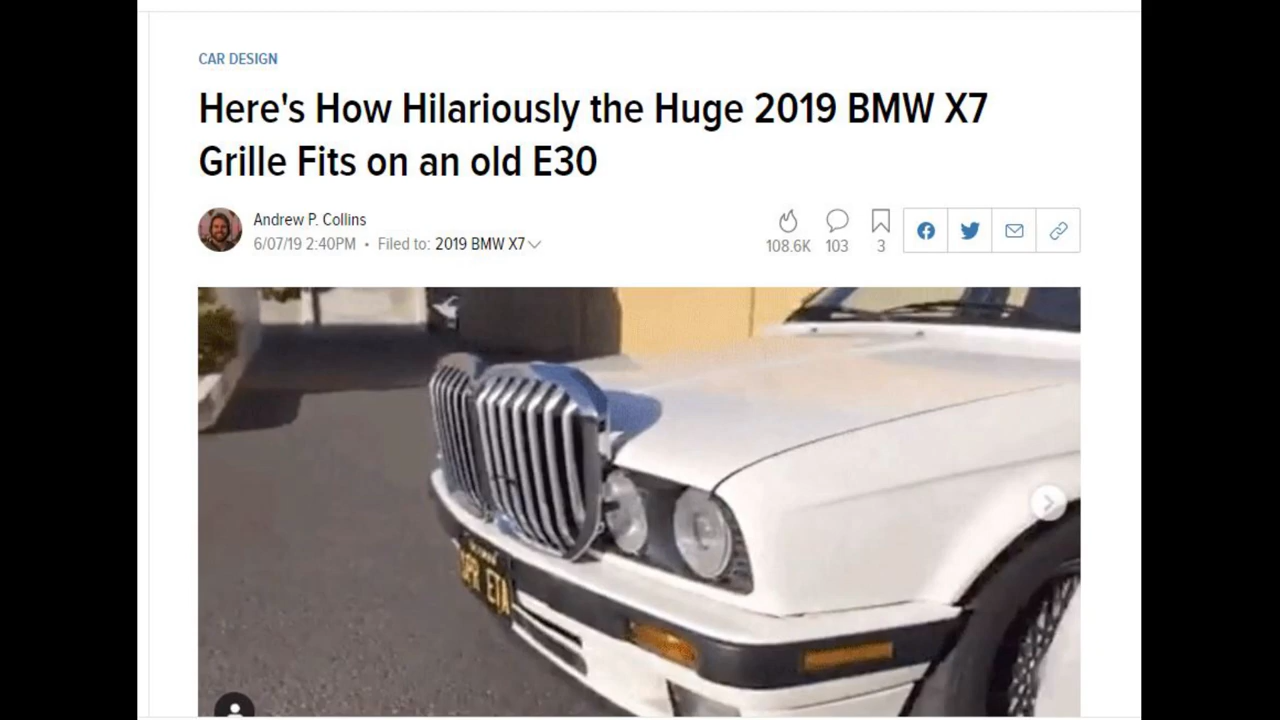 CAR DESIGN
Here's How Hilariously the Huge 2019 BMW X7
Grille Fits on an old E30
Andrew P. Collins
6/07/19 2:40PM • Filed to: 2019 BMW X7
108.6K 103 3
ETA